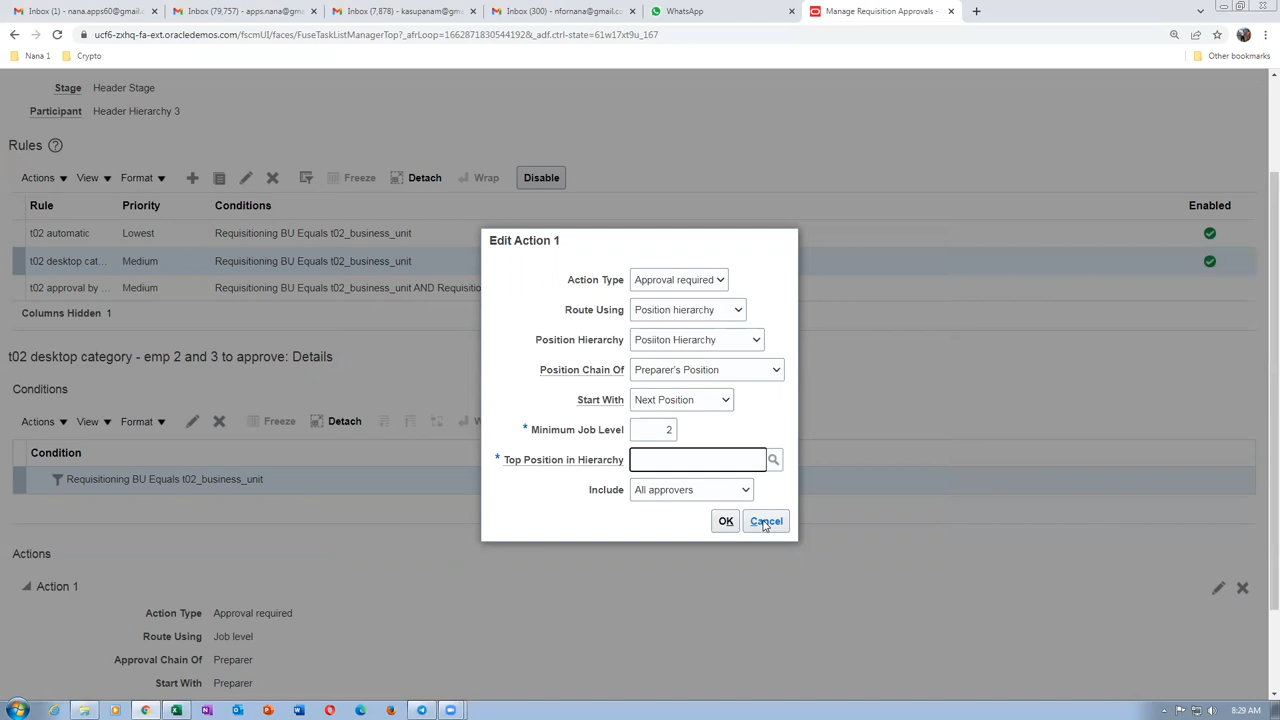 Inbox (1) - nana.apps60@gmail.c
Inbox (79,757) - apps.nana@gma
Inbox (7,878) - kasupanam@gma
Inbox (300) - nfornana@gmail.co
WhatsApp
Manage Requisition Approvals -
ucf6-zxhq-fa-ext.oracledemos.com/fscmUI/faces/FuseTaskListManagerTop?_afrLoop=1662871830544192&_adf.ctrl-state=61w17xt9u_167
Nana 1
Crypto
Other bookmarks
Stage Header Stage
Participant Header Hierarchy 3
Rules
Actions View Format Freeze Detach Wrap Disable
Rule Priority Conditions Enabled
t02 automatic Lowest Requisitioning BU Equals t02_business_unit
t02 desktop cat... Medium Requisitioning BU Equals t02_business_unit
t02 approval by ... Medium Requisitioning BU Equals t02_business_unit AND Requisitio
Columns Hidden 1
t02 desktop category - emp 2 and 3 to approve: Details
Conditions
Actions View Format Freeze Detach W
Condition
Requisitioning BU Equals t02_business_unit
Actions
Action 1
Action Type Approval required
Route Using Job level
Approval Chain Of Preparer
Start With Preparer
Edit Action 1
Action Type Approval required
Route Using Position hierarchy
Position Hierarchy Posiiton Hierarchy
Position Chain Of Preparer's Position
Start With Next Position
* Minimum Job Level 2
* Top Position in Hierarchy
Include All approvers
OK Cancel
8:29 AM